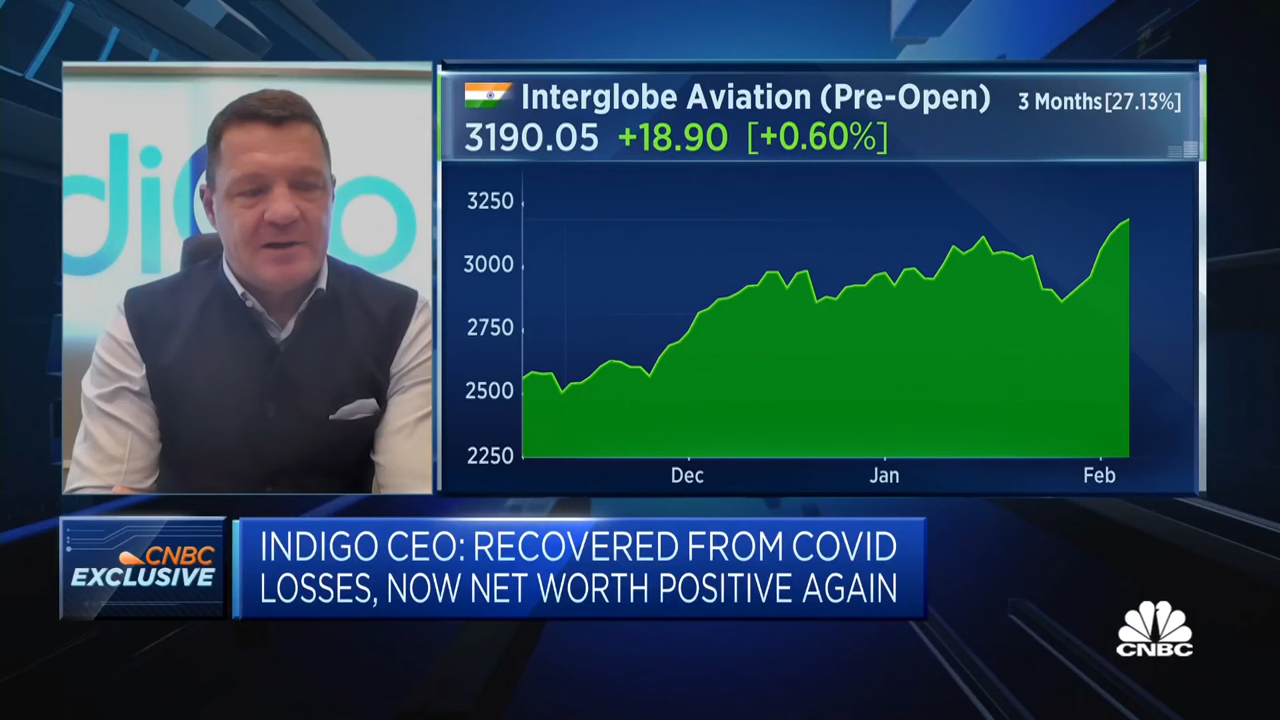 diGo
Interglobe Aviation (Pre-Open) 3 Months[27.13%]
3190.05 +18.90 [+0.60%]
3250
3000
2750
2500
2250
Dec Jan Feb
CNBC
EXCLUSIVE
INDIGO CEO: RECOVERED FROM COVID
LOSSES, NOW NET WORTH POSITIVE AGAIN
CNBC